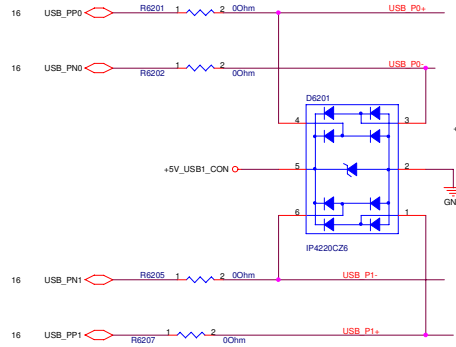 16 USB_PP0 R6201 1 2 0Ohm USB_P0+
16 USB_PN0 1 2 USB_P0-
R6202 0Ohm
D6201
4 3
+5V_USB1_CON 5 2
GN
6 1
IP4220CZ6
16 USB_PN1 R6205 1 2 0Ohm USB_P1-
16 USB_PP1 1 2 USB_P1+
R6207 0Ohm